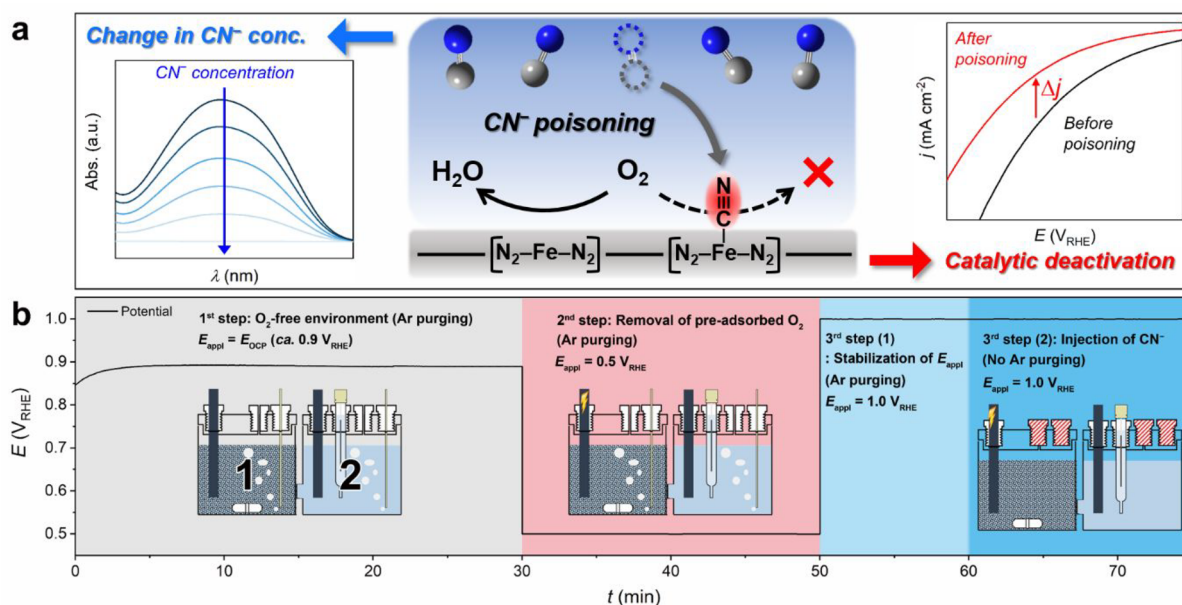 a
Change in CN⁻ conc.
CN⁻ concentration
Abs. (a.u.)
λ (nm)
CN⁻ poisoning
H₂O
O₂
N
≡
C
[N₂–Fe–N₂]
[N₂–Fe–N₂]
After
poisoning
Δj
Before
poisoning
j (mA cm⁻²)
E (V_RHE)
Catalytic deactivation
b
Potential
1st step: O₂-free environment (Ar purging)
E_appl = E_OCP (ca. 0.9 V_RHE)
2nd step: Removal of pre-adsorbed O₂
(Ar purging)
E_appl = 0.5 V_RHE
3rd step (1)
: Stabilization of E_appl
(Ar purging)
E_appl = 1.0 V_RHE
3rd step (2): Injection of CN⁻
(No Ar purging)
E_appl = 1.0 V_RHE
1
2
E (V_RHE)
1.0
0.9
0.8
0.7
0.6
0.5
0
10
20
30
40
50
60
70
t (min)